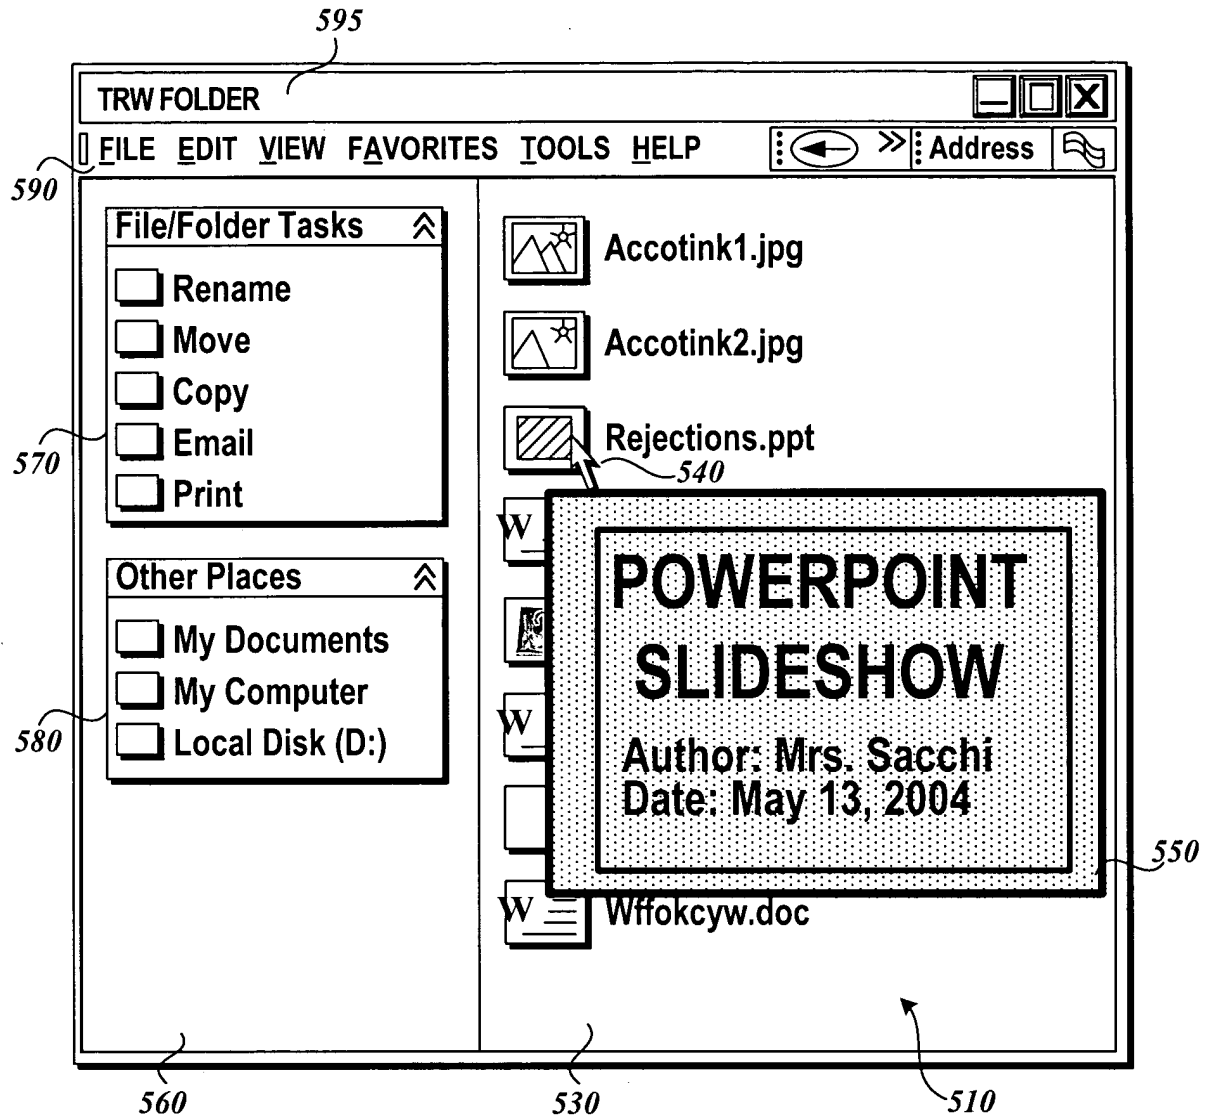 595
TRW FOLDER
FILE EDIT VIEW FAVORITES TOOLS HELP
Address
590
File/Folder Tasks
Rename
Move
Copy
Email
Print
570
Other Places
My Documents
My Computer
Local Disk (D:)
580
Accotink1.jpg
Accotink2.jpg
Rejections.ppt
540
W
W
W
Wffokcyw.doc
POWERPOINT
SLIDESHOW
Author: Mrs. Sacchi
Date: May 13, 2004
550
560
530
510